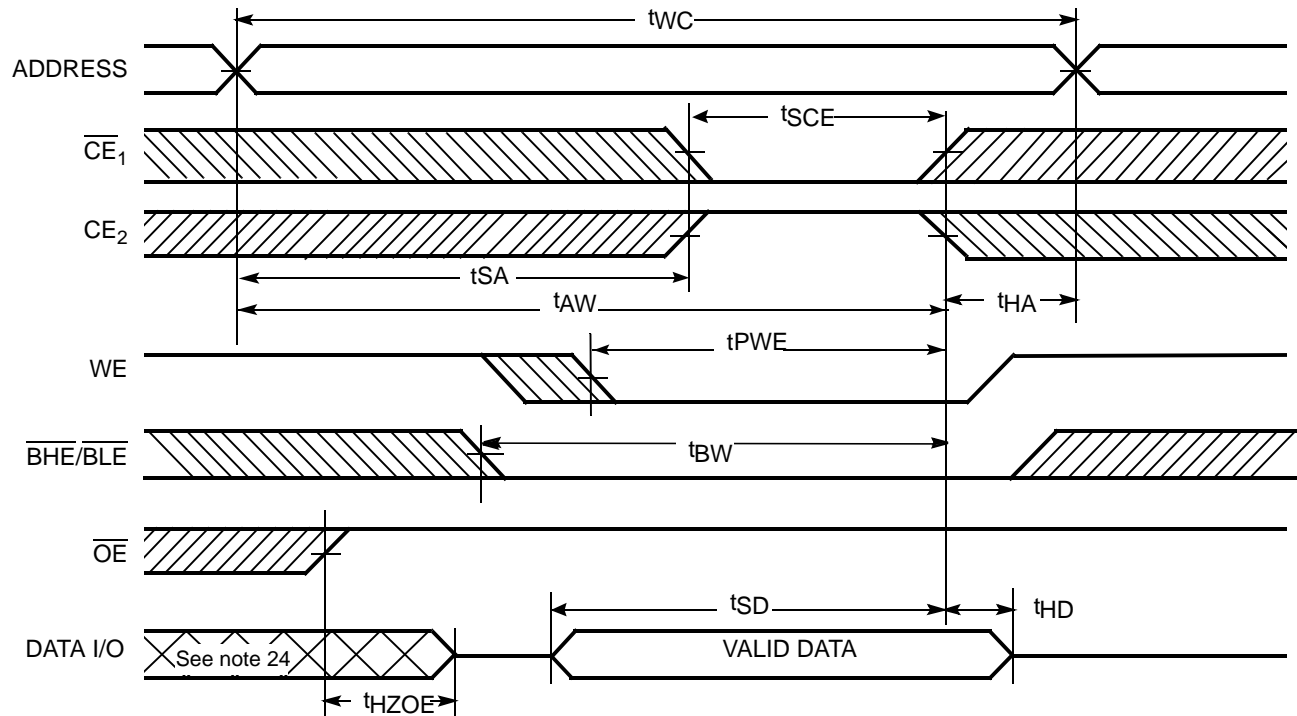 tWC
ADDRESS
tSCE
CE1
CE2
tSA
tAW
tHA
tPWE
WE
BHE/BLE
tBW
OE
tSD
tHD
DATA I/O
See note 24
VALID DATA
tHZOE